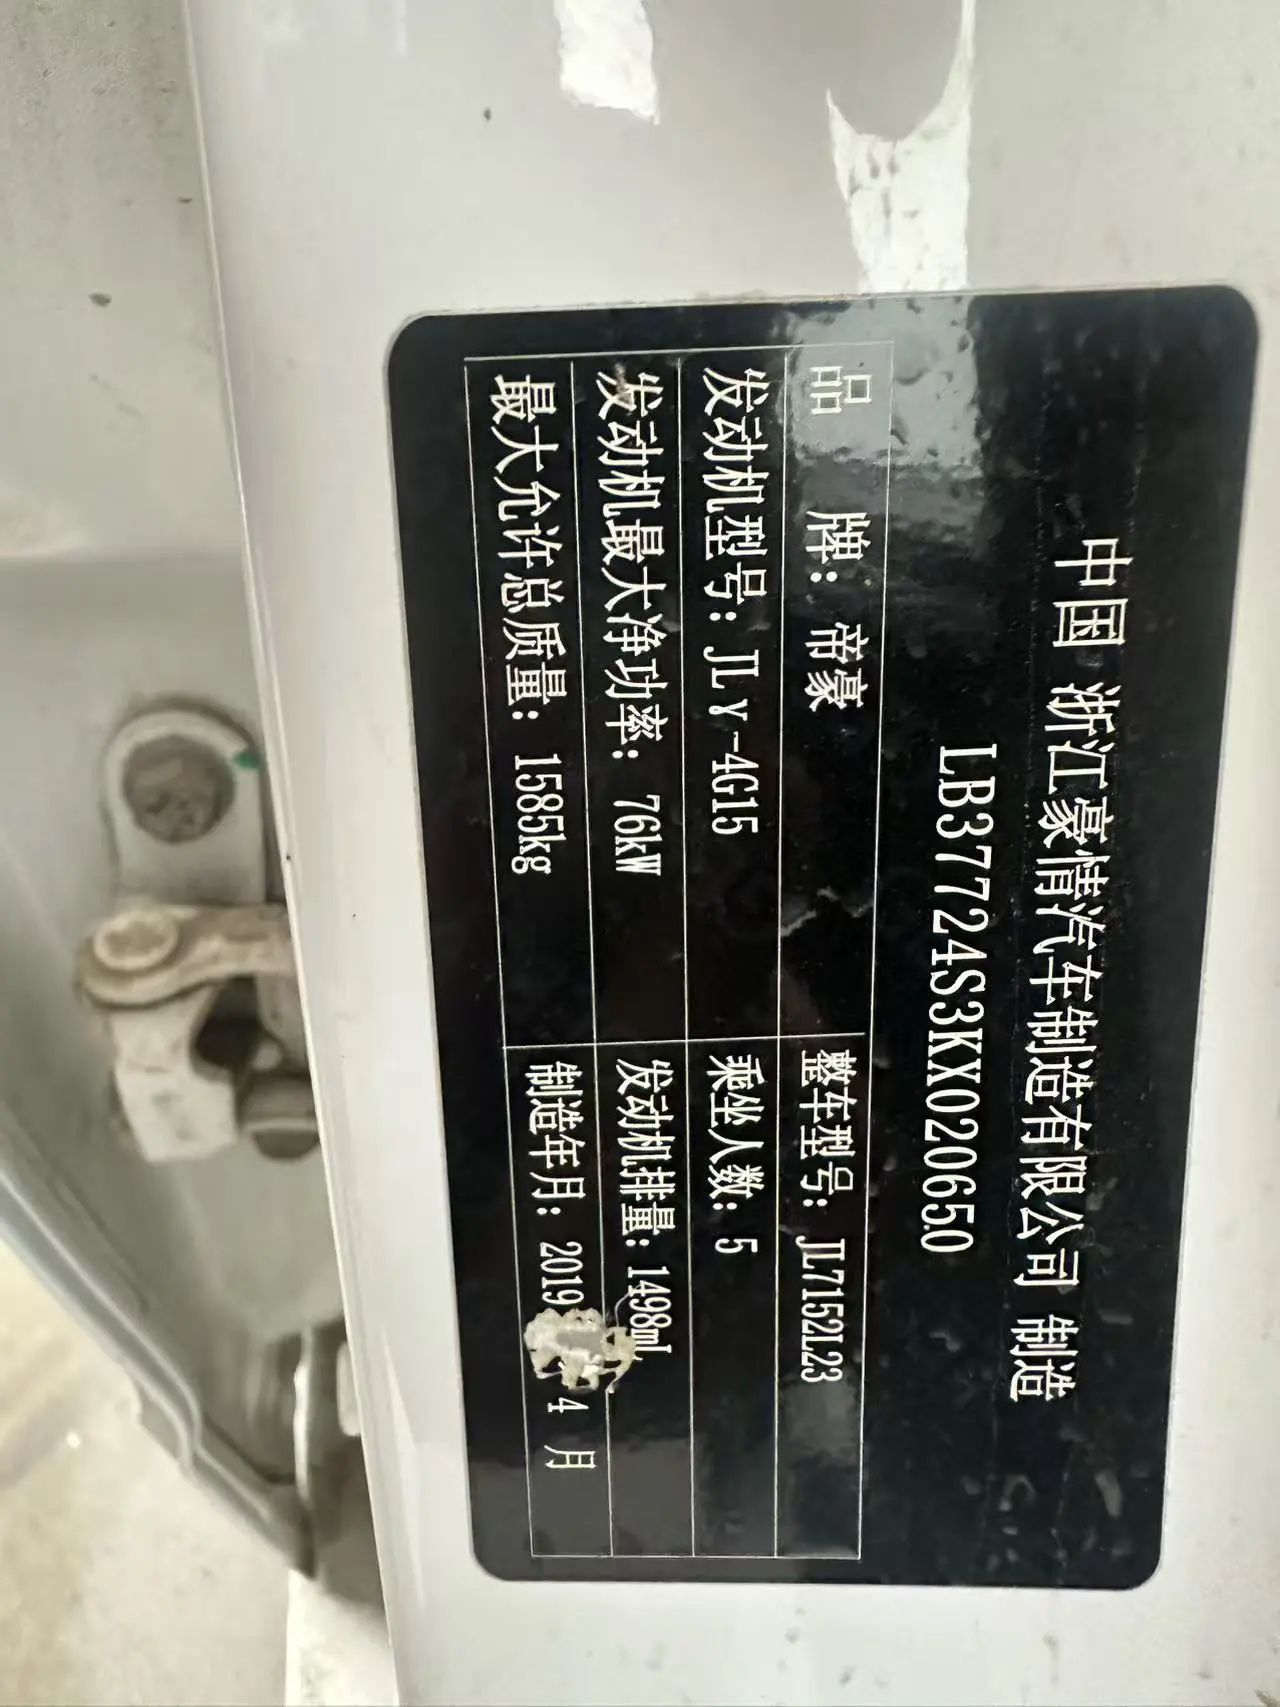 中国 浙江豪情汽车制造有限公司 制造
LB37724S3KX020650
品 牌: 帝豪 整车型号: JL7152L23
发动机型号: JLγ-4G15 乘坐人数: 5
发动机最大净功率: 76kW 发动机排量: 1498mL
最大允许总质量: 1585kg 制造年月: 2019 4 月